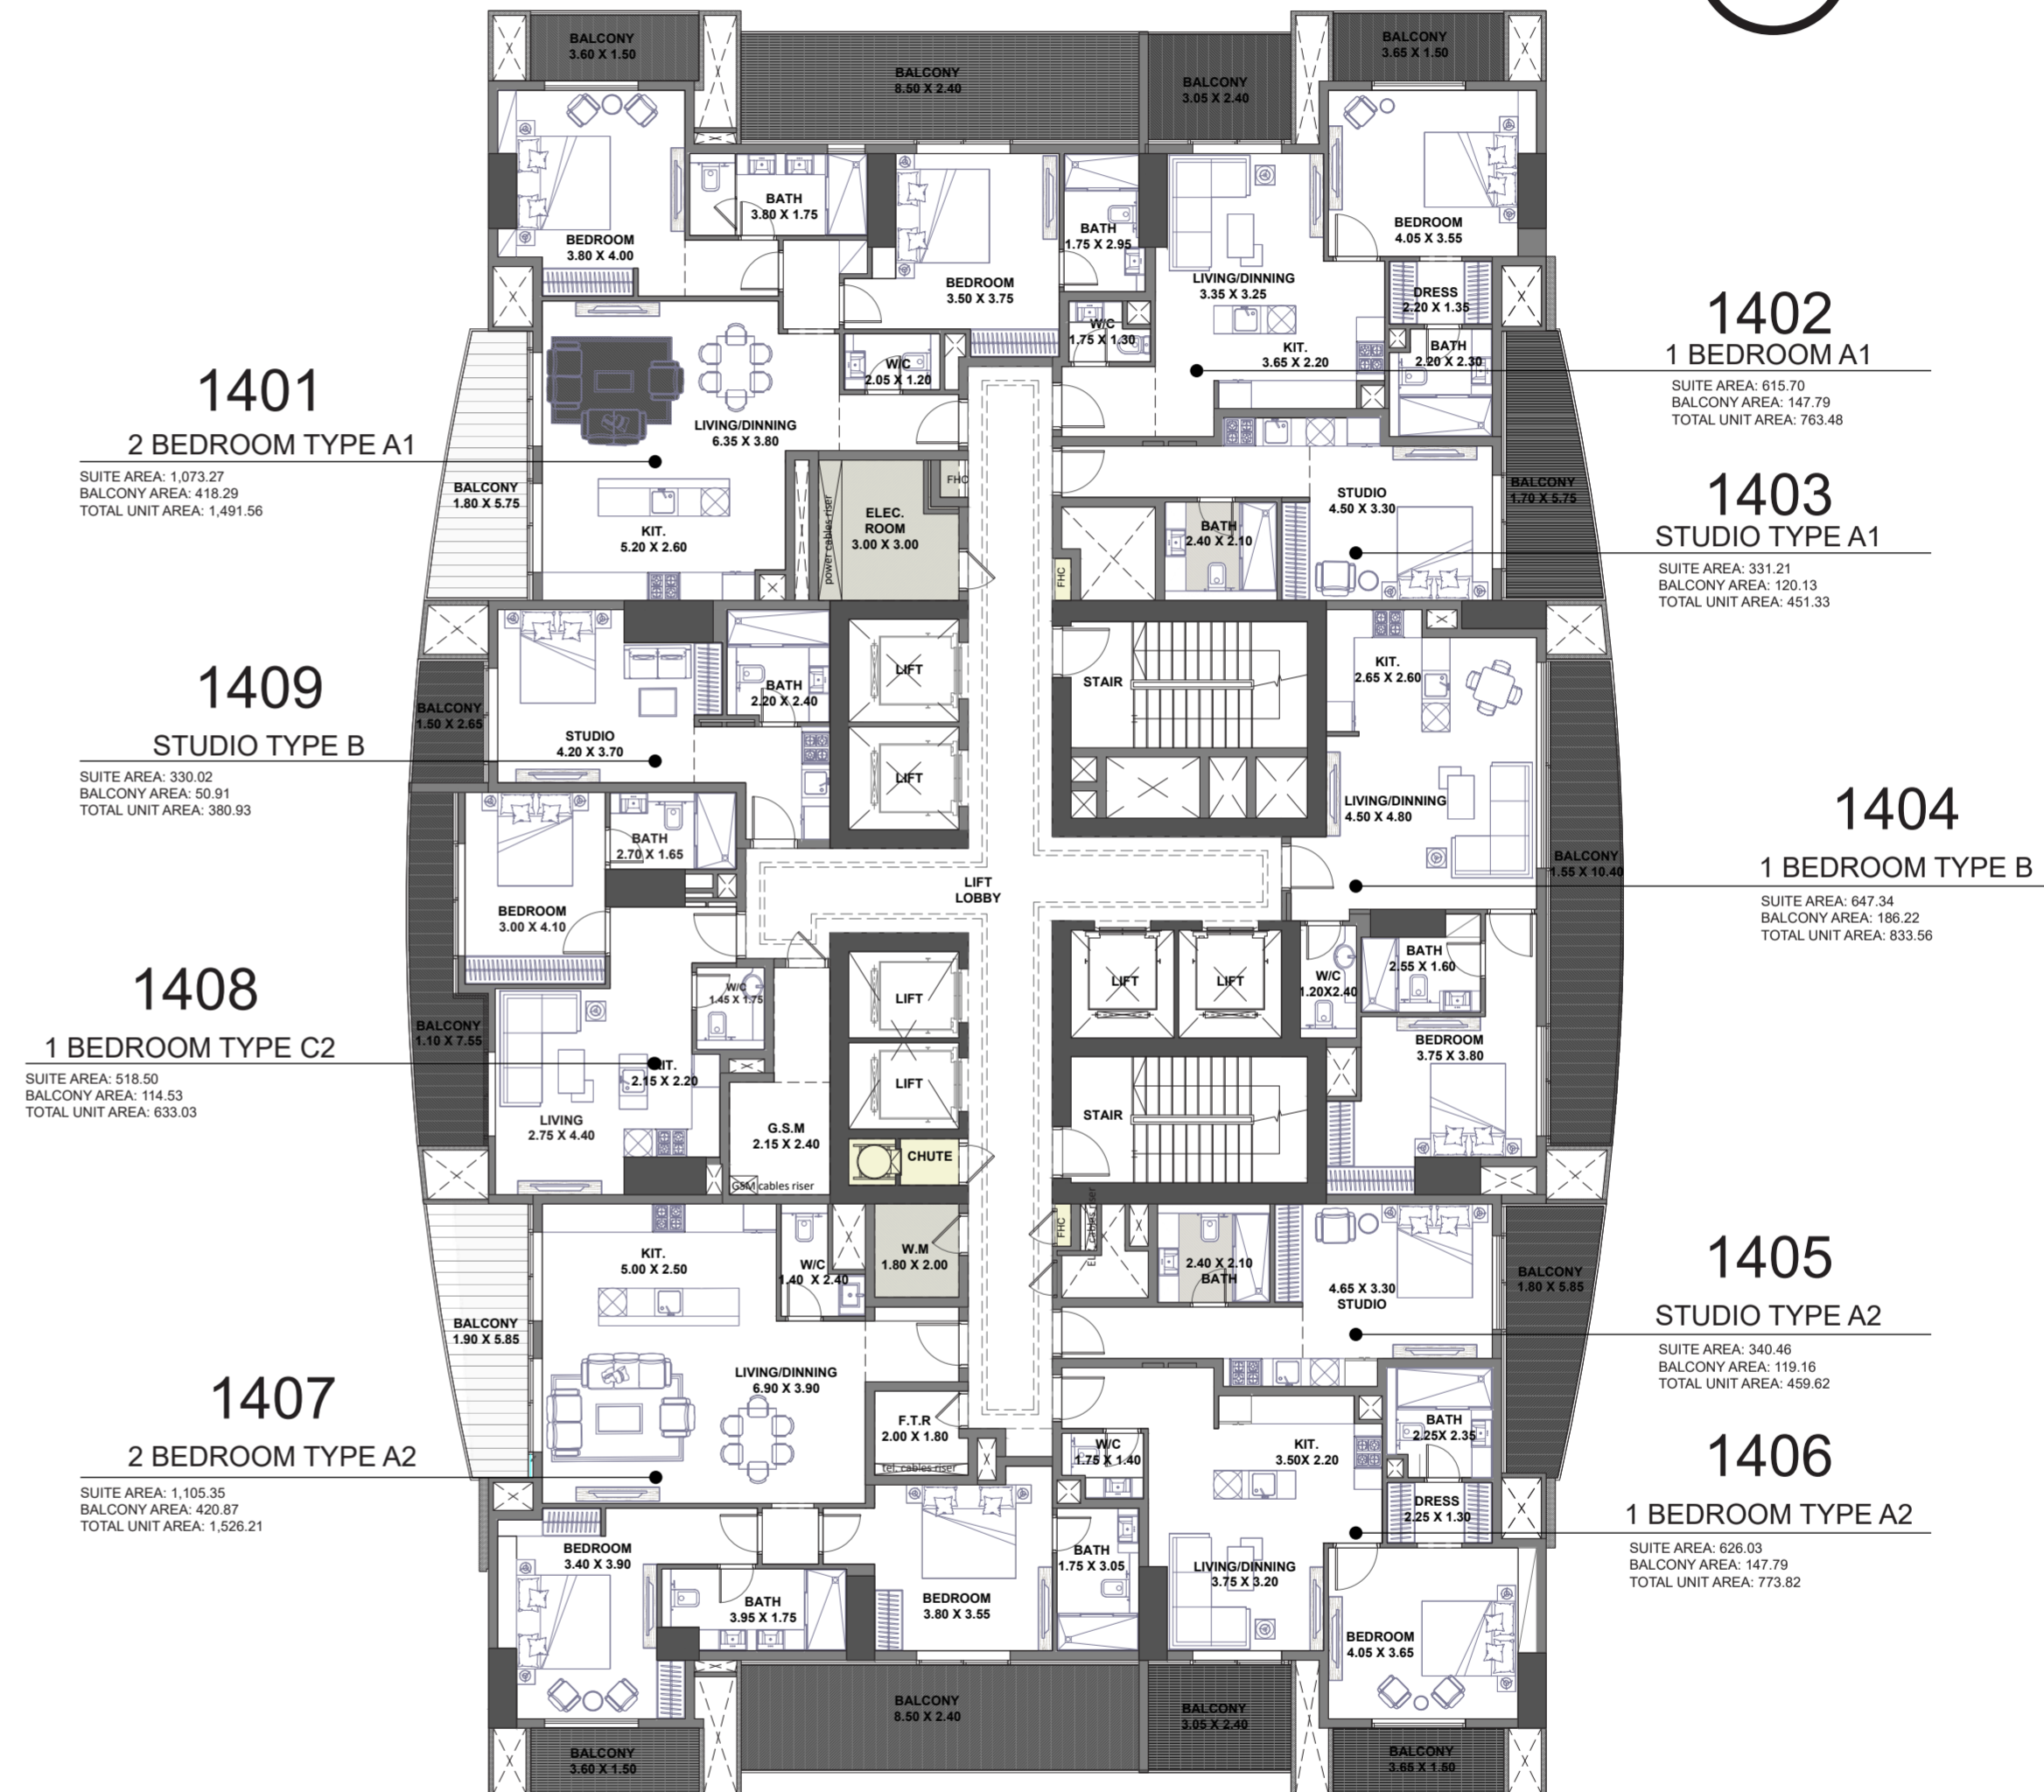 BALCONY
3.60 X 1.50
BALCONY
8.50 X 2.40
BALCONY
3.05 X 2.40
BALCONY
3.65 X 1.50
BEDROOM
3.80 X 4.00
BATH
3.80 X 1.75
BEDROOM
3.50 X 3.75
BATH
1.75 X 2.95
W/C
1.75 X 1.30
LIVING/DINNING
3.35 X 3.25
KIT.
3.65 X 2.20
BEDROOM
4.05 X 3.55
DRESS
2.20 X 1.35
BATH
2.20 X 2.30
1401
2 BEDROOM TYPE A1
SUITE AREA: 1,073.27
BALCONY AREA: 418.29
TOTAL UNIT AREA: 1,491.56
BALCONY
1.80 X 5.75
W/C
2.05 X 1.20
LIVING/DINNING
6.35 X 3.80
KIT.
5.20 X 2.60
power cables riser
ELEC.
ROOM
3.00 X 3.00
FHC
1402
1 BEDROOM A1
SUITE AREA: 615.70
BALCONY AREA: 147.79
TOTAL UNIT AREA: 763.48
1403
STUDIO TYPE A1
SUITE AREA: 331.21
BALCONY AREA: 120.13
TOTAL UNIT AREA: 451.33
STUDIO
4.50 X 3.30
BALCONY
1.70 X 5.75
BATH
2.40 X 2.10
FHC
1409
STUDIO TYPE B
SUITE AREA: 330.02
BALCONY AREA: 50.91
TOTAL UNIT AREA: 380.93
BALCONY
1.50 X 2.65
STUDIO
4.20 X 3.70
BATH
2.20 X 2.40
LIFT
LIFT
STAIR
KIT.
2.65 X 2.60
LIVING/DINNING
4.50 X 4.80
BALCONY
1.55 X 10.40
1404
1 BEDROOM TYPE B
SUITE AREA: 647.34
BALCONY AREA: 186.22
TOTAL UNIT AREA: 833.56
BATH
2.70 X 1.65
BEDROOM
3.00 X 4.10
LIFT
LOBBY
1408
1 BEDROOM TYPE C2
SUITE AREA: 518.50
BALCONY AREA: 114.53
TOTAL UNIT AREA: 633.03
BALCONY
1.10 X 7.55
W/C
1.45 X 1.75
KIT.
2.15 X 2.20
LIVING
2.75 X 4.40
G.S.M
2.15 X 2.40
GSM cables riser
LIFT
LIFT
CHUTE
LIFT
LIFT
W/C
1.20X2.40
BATH
2.55 X 1.60
BEDROOM
3.75 X 3.80
STAIR
KIT.
5.00 X 2.50
W/C
1.40 X 2.40
W.M
1.80 X 2.00
FHC
2.40 X 2.10
BATH
4.65 X 3.30
STUDIO
BALCONY
1.80 X 5.85
1405
STUDIO TYPE A2
SUITE AREA: 340.46
BALCONY AREA: 119.16
TOTAL UNIT AREA: 459.62
BALCONY
1.90 X 5.85
LIVING/DINNING
6.90 X 3.90
F.T.R
2.00 X 1.80
tel. cables riser
1407
2 BEDROOM TYPE A2
SUITE AREA: 1,105.35
BALCONY AREA: 420.87
TOTAL UNIT AREA: 1,526.21
W/C
1.75 X 1.40
KIT.
3.50X 2.20
BATH
2.25X 2.35
DRESS
2.25 X 1.30
1406
1 BEDROOM TYPE A2
SUITE AREA: 626.03
BALCONY AREA: 147.79
TOTAL UNIT AREA: 773.82
BEDROOM
3.40 X 3.90
BATH
3.95 X 1.75
BEDROOM
3.80 X 3.55
BATH
1.75 X 3.05
LIVING/DINNING
3.75 X 3.20
BEDROOM
4.05 X 3.65
BALCONY
8.50 X 2.40
BALCONY
3.05 X 2.40
BALCONY
3.60 X 1.50
BALCONY
3.65 X 1.50